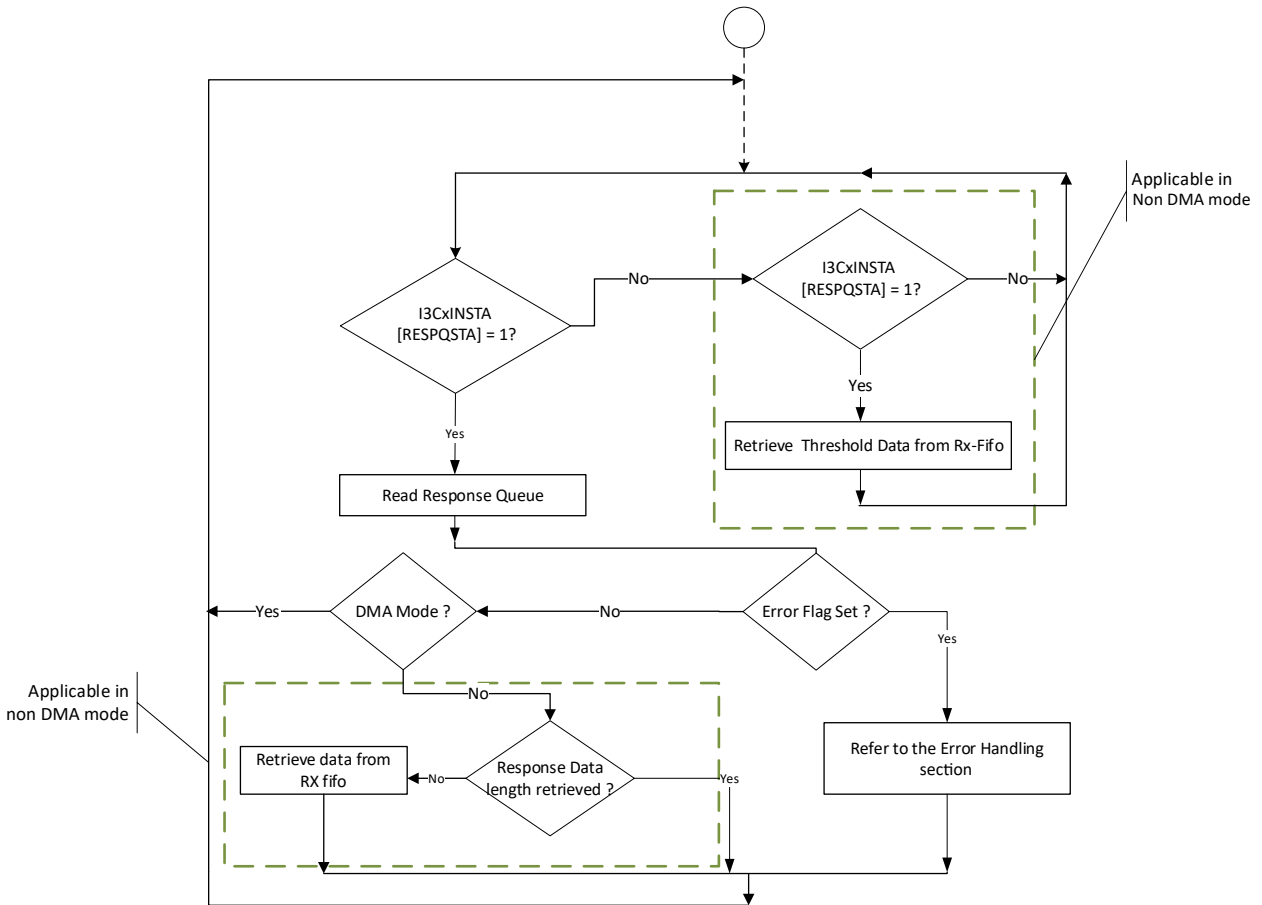 Applicable in
Non DMA mode
I3CxINSTA
[RESPQSTA] = 1?
No
I3CxINSTA
[RESPQSTA] = 1?
No
Yes
Retrieve  Threshold Data from Rx-Fifo
Yes
Read Response Queue
DMA Mode ?
Yes
No
Error Flag Set ?
Yes
No
Applicable in
non DMA mode
Retrieve data from
RX fifo
No
Response Data
length retrieved ?
Yes
Refer to the Error Handling
section